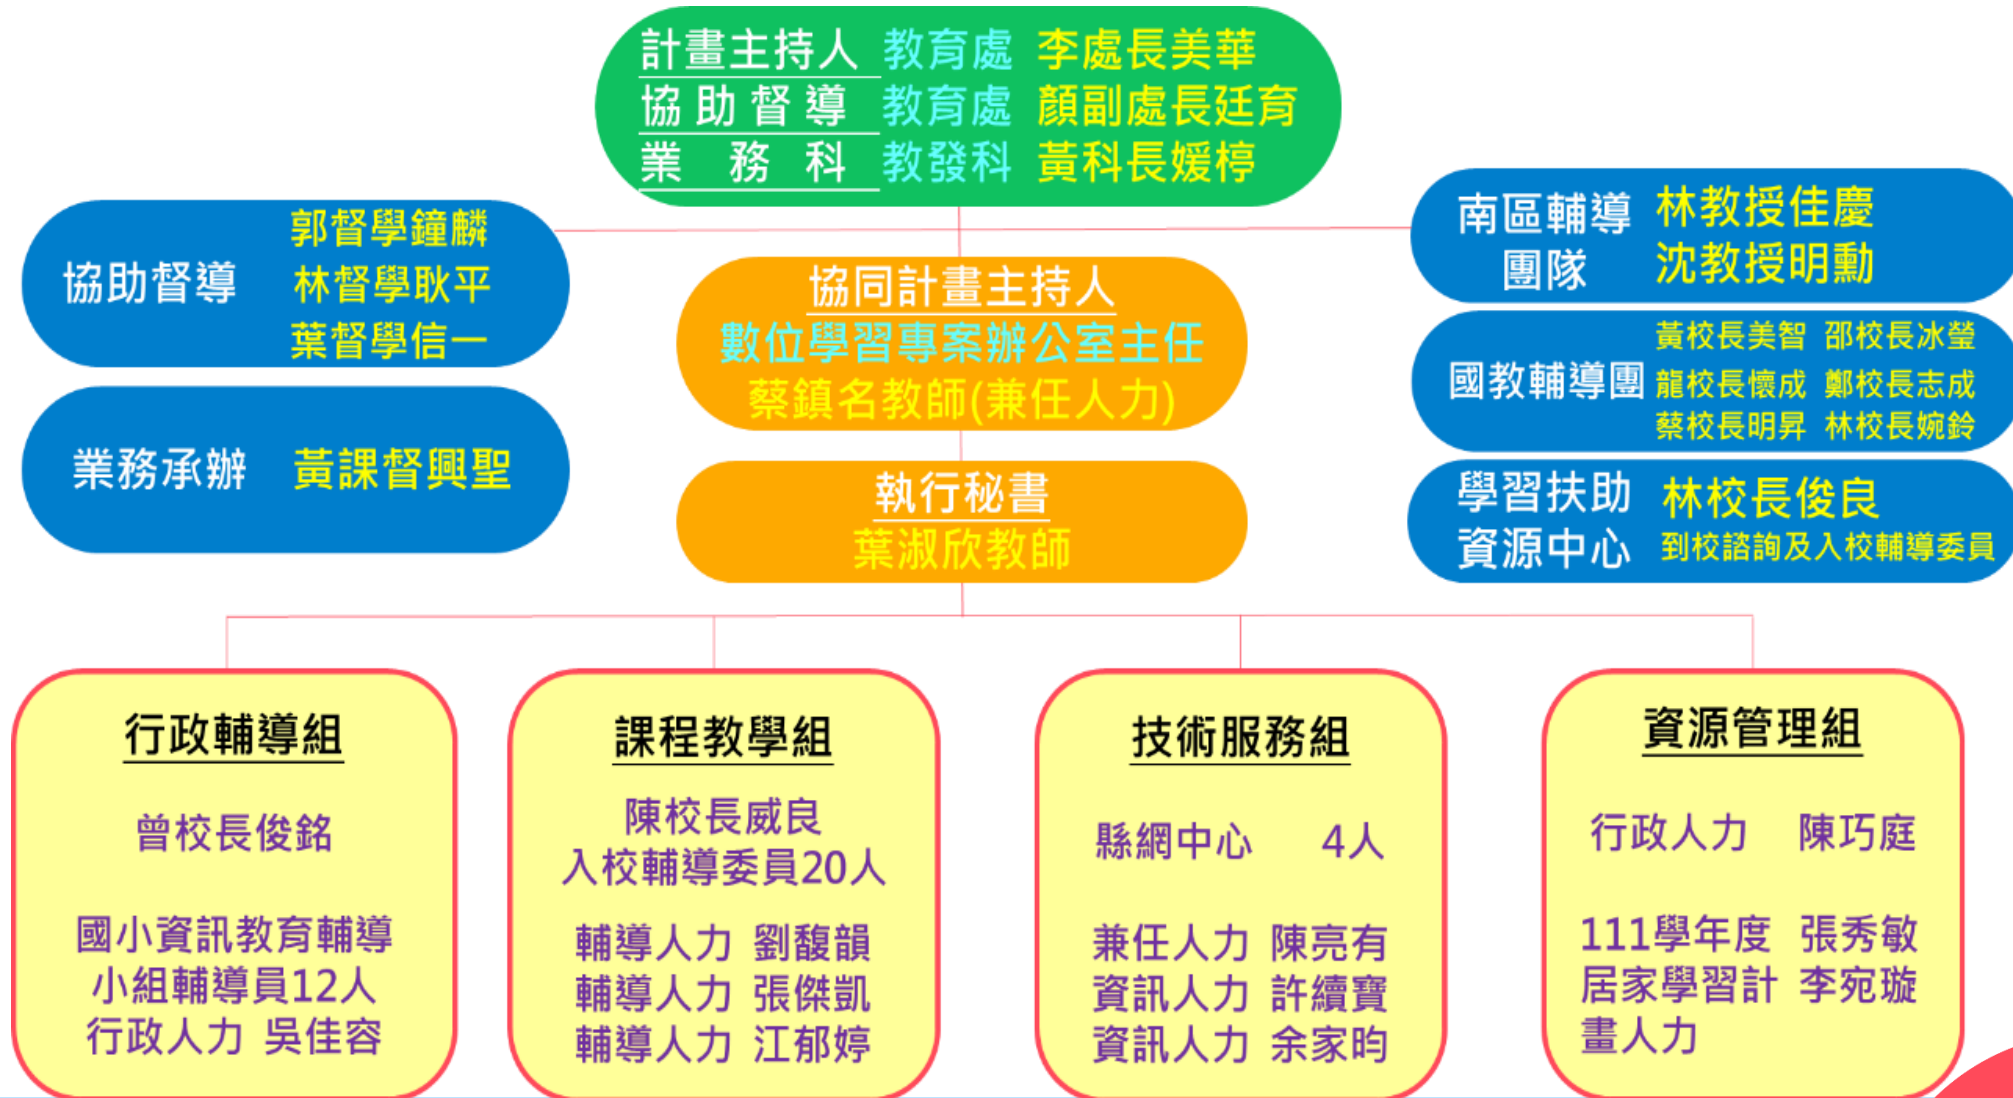 計畫主持人 教育處 李處長美華
協助督導 教育處 顏副處長廷育
業務科 教發科 黃科長媛楟
協助督導
郭督學鐘麟
林督學耿平
葉督學信一
業務承辦 黃課督興聖
協同計畫主持人
數位學習專案辦公室主任
蔡鎮名教師(兼任人力)
執行秘書
葉淑欣教師
南區輔導
團隊
林教授佳慶
沈教授明勳
國教輔導團
黃校長美智 邵校長冰瑩
龍校長懷成 鄭校長志成
蔡校長明昇 林校長婉鈴
學習扶助
資源中心
林校長俊良
到校諮詢及入校輔導委員
行政輔導組
曾校長俊銘
國小資訊教育輔導
小組輔導員12人
行政人力 吳佳容
課程教學組
陳校長威良
入校輔導委員20人
輔導人力 劉馥韻
輔導人力 張傑凱
輔導人力 江郁婷
技術服務組
縣網中心 4人
兼任人力 陳亮有
資訊人力 許續寶
資訊人力 余家昀
資源管理組
行政人力 陳巧庭
111學年度 張秀敏
居家學習計 李宛璇
畫人力